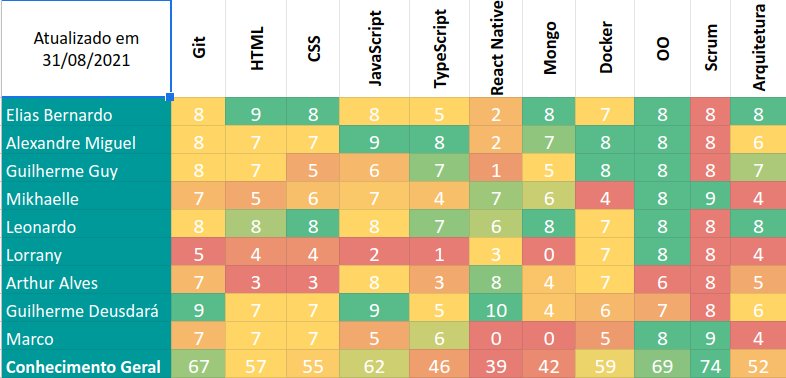 Atualizado em
31/08/2021
Git HTML CSS JavaScript TypeScript React Native Mongo Docker OO Scrum Arquitetura
Elias Bernardo 8 9 8 8 5 2 8 7 8 8 8
Alexandre Miguel 8 7 7 9 8 2 7 8 8 8 6
Guilherme Guy 8 7 5 6 7 1 5 8 8 8 7
Mikhaelle 7 5 6 7 4 7 6 4 8 9 4
Leonardo 8 8 8 8 7 6 8 7 8 8 8
Lorrany 5 4 4 2 1 3 0 7 8 8 4
Arthur Alves 7 3 3 8 3 8 4 7 6 8 5
Guilherme Deusdará 9 7 7 9 5 10 4 6 7 8 6
Marco 7 7 7 5 6 0 0 5 8 9 4
Conhecimento Geral 67 57 55 62 46 39 42 59 69 74 52